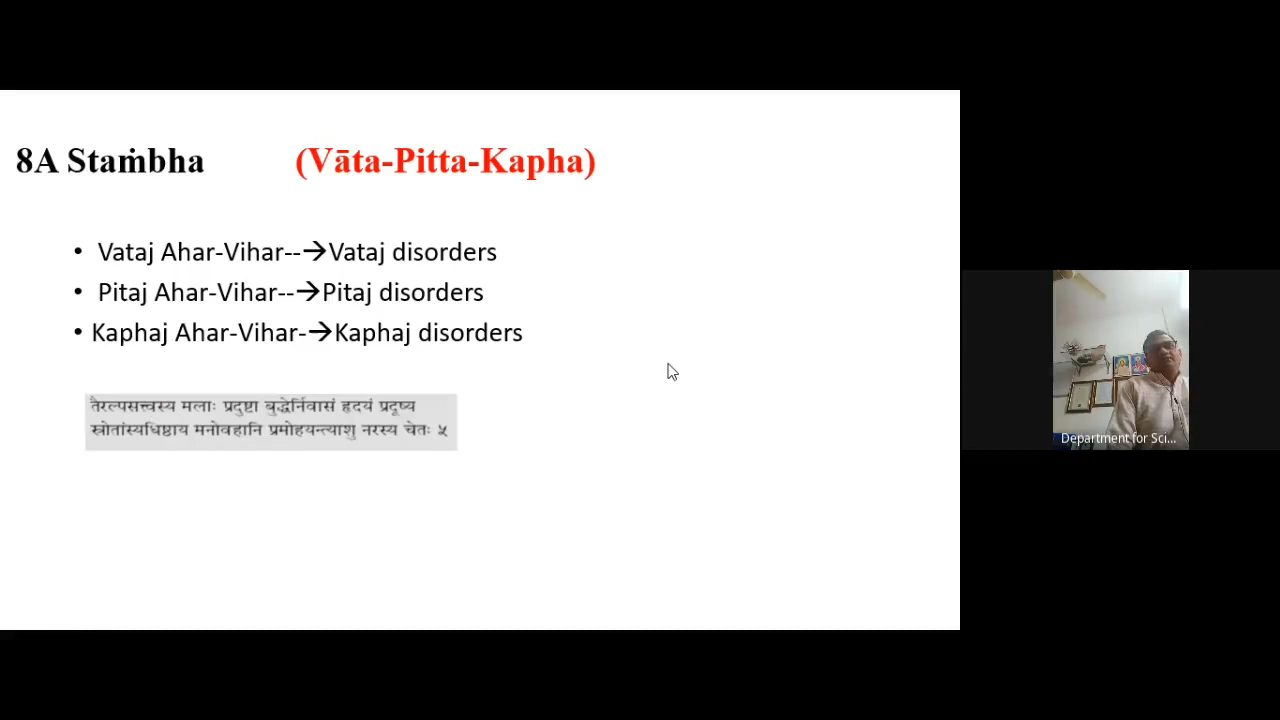 8A Staṁbha (Vāta-Pitta-Kapha)
• Vataj Ahar-Vihar--→Vataj disorders
• Pitaj Ahar-Vihar--→Pitaj disorders
• Kaphaj Ahar-Vihar-→Kaphaj disorders
तैरल्पसत्त्वस्य मलाः प्रदुष्टा बुद्धेर्निवासं हृदयं प्रदूष्य
स्रोतांस्यधिष्ठाय मनोवहानि प्रमोहयन्त्याशु नरस्य चेतः ५
Department for Sci...